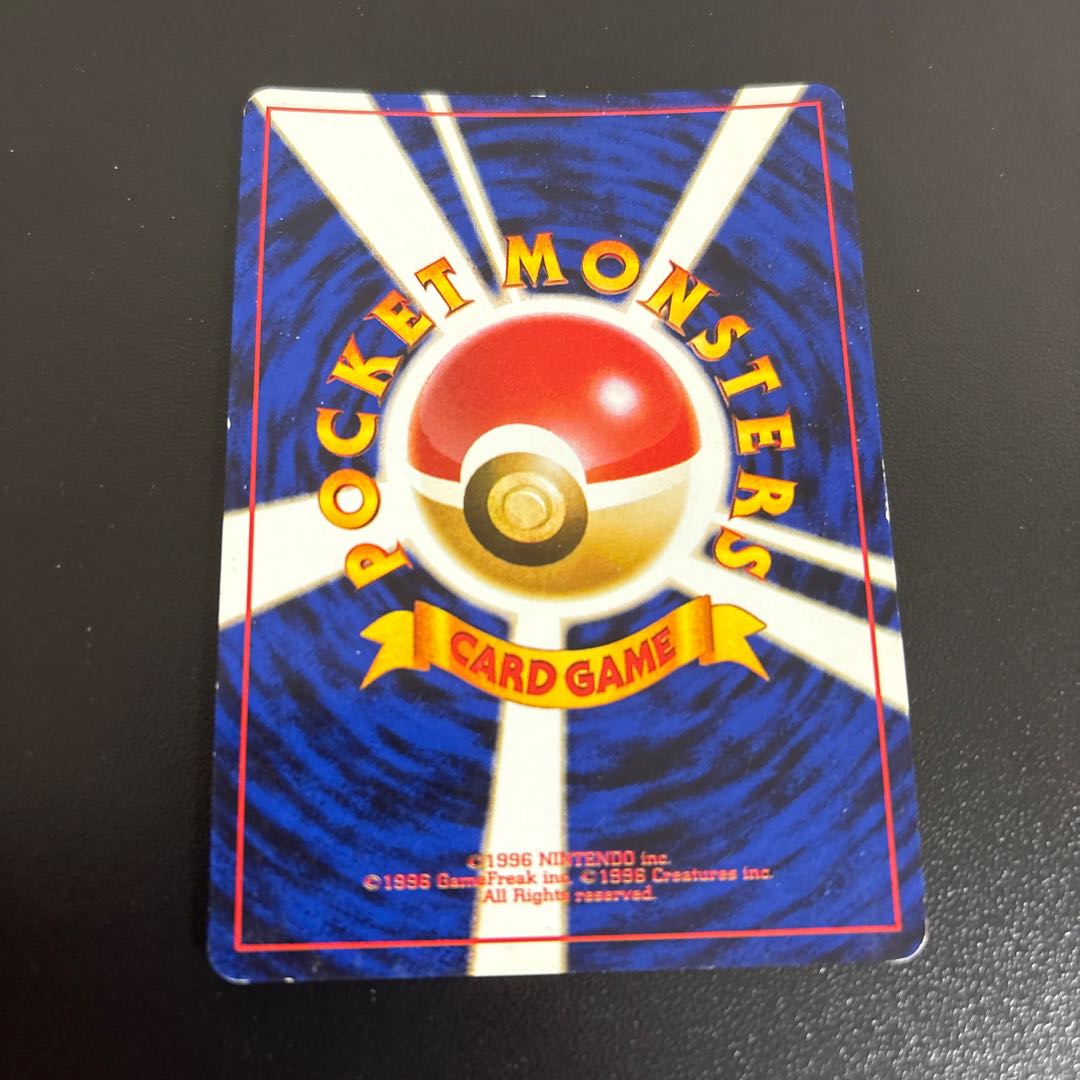 POCKET MONSTERS
CARD GAME
©1996 NINTENDO inc.
©1996 GameFreak inc. ©1996 Creatures inc.
All Rights reserved.